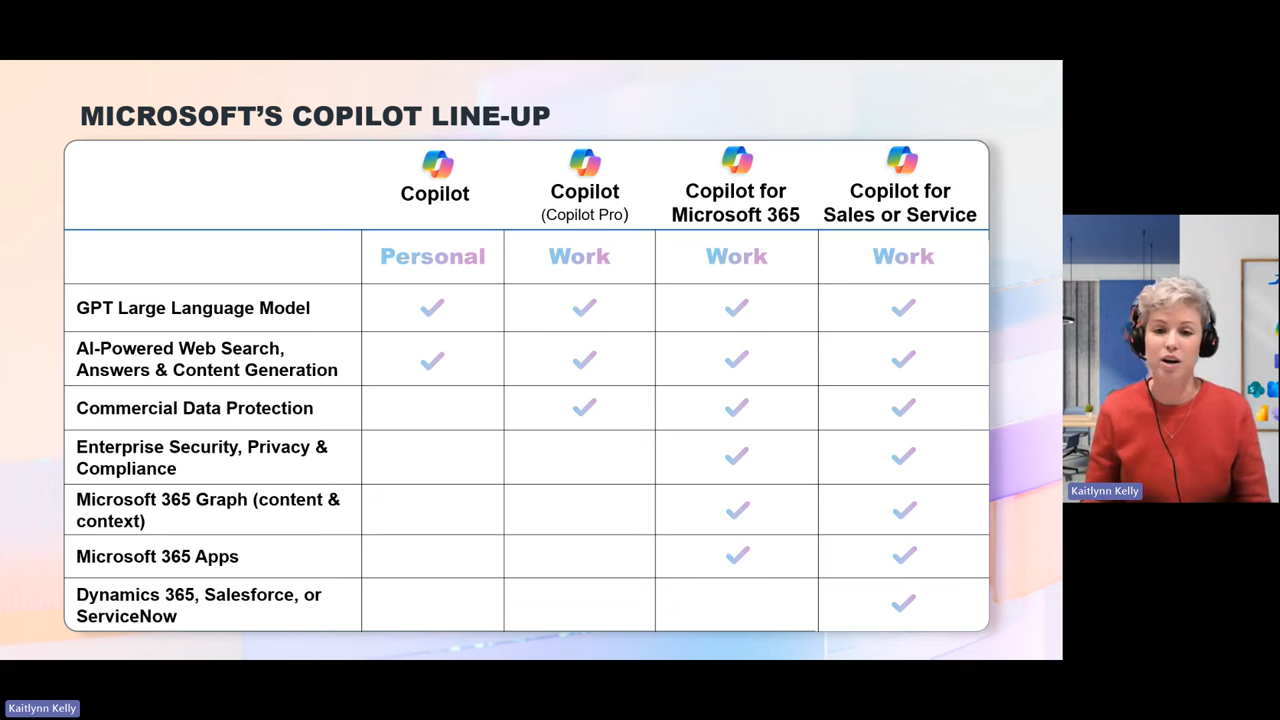 MICROSOFT’S COPILOT LINE-UP
Copilot
Copilot
(Copilot Pro)
Copilot for
Microsoft 365
Copilot for
Sales or Service
Personal
Work
Work
Work
GPT Large Language Model
AI-Powered Web Search,
Answers & Content Generation
Commercial Data Protection
Enterprise Security, Privacy &
Compliance
Microsoft 365 Graph (content &
context)
Microsoft 365 Apps
Dynamics 365, Salesforce, or
ServiceNow
Kaitlynn Kelly
Kaitlynn Kelly